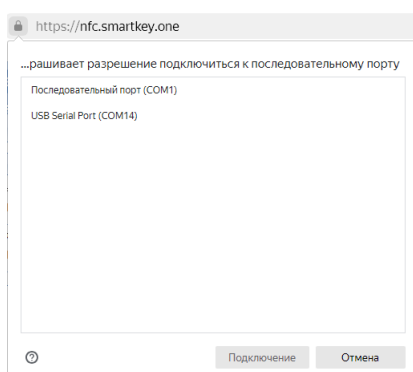 https://nfc.smartkey.one
...рашивает разрешение подключиться к последовательному порту
Последовательный порт (COM1)
USB Serial Port (COM14)
Подключение Отмена